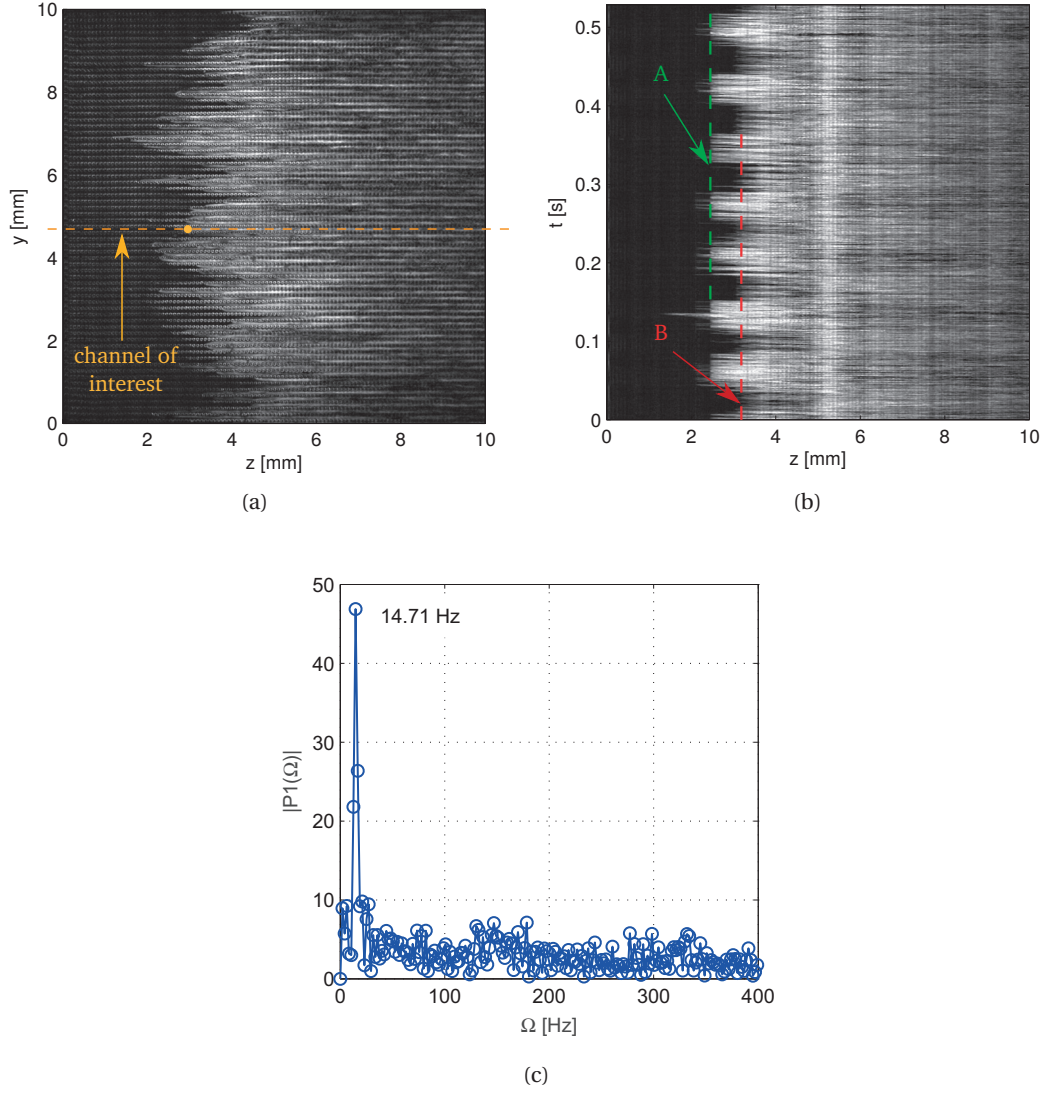 10
8
6
4
2
0
y [mm]
channel of
interest
0 2 4 6 8 10
z [mm]
(a)
0.5
0.4
0.3
0.2
0.1
0
t [s]
A
B
0 2 4 6 8 10
z [mm]
(b)
50
40
30
20
10
0
|P1(Ω)|
14.71 Hz
0 100 200 300 400
Ω [Hz]
(c)